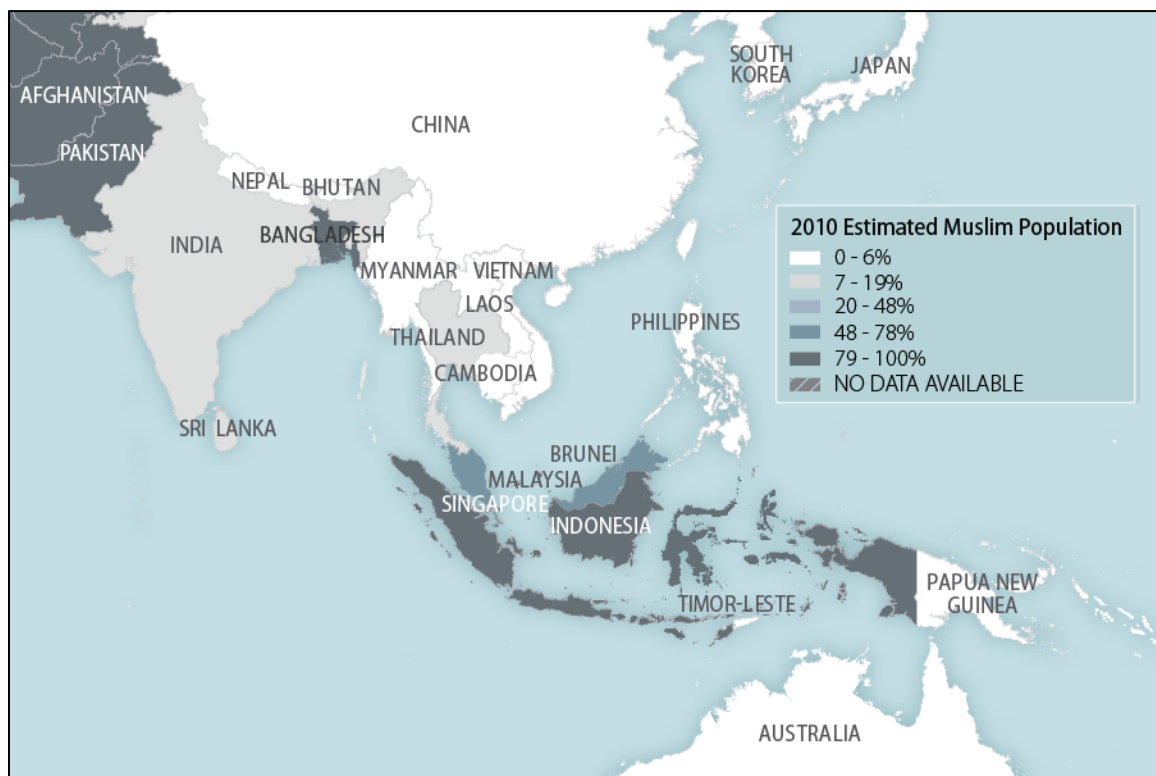 SOUTH
KOREA
JAPAN
AFGHANISTAN
CHINA
PAKISTAN
NEPAL
BHUTAN
2010 Estimated Muslim Population
0 - 6%
7 - 19%
20 - 48%
48 - 78%
79 - 100%
NO DATA AVAILABLE
INDIA
BANGLADESH
MYANMAR
VIETNAM
LAOS
THAILAND
PHILIPPINES
CAMBODIA
SRI LANKA
BRUNEI
MALAYSIA
SINGAPORE
INDONESIA
TIMOR-LESTE
PAPUA NEW
GUINEA
AUSTRALIA